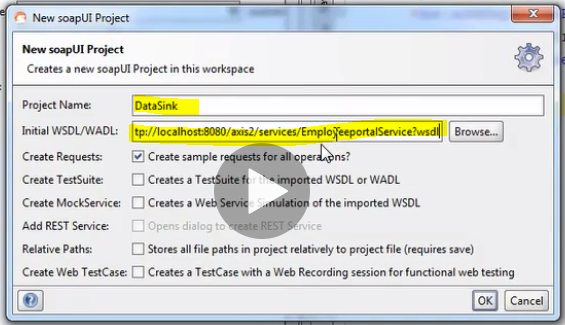 New soapUI Project
New soapUI Project
Creates a new soapUI Project in this workspace
Project Name: DataSink
Initial WSDL/WADL: tp://localhost:8080/axis2/services/EmployeeportalService?wsdl Browse...
Create Requests: Create sample requests for all operations?
Create TestSuite: Creates a TestSuite for the imported WSDL or WADL
Create MockService: Creates a Web Service Simulation of the imported WSDL
Add REST Service: Opens dialog to create REST Service
Relative Paths: Stores all file paths in project relatively to project file (requires save)
Create Web TestCase: Creates a TestCase with a Web Recording session for functional web testing
? OK Cancel